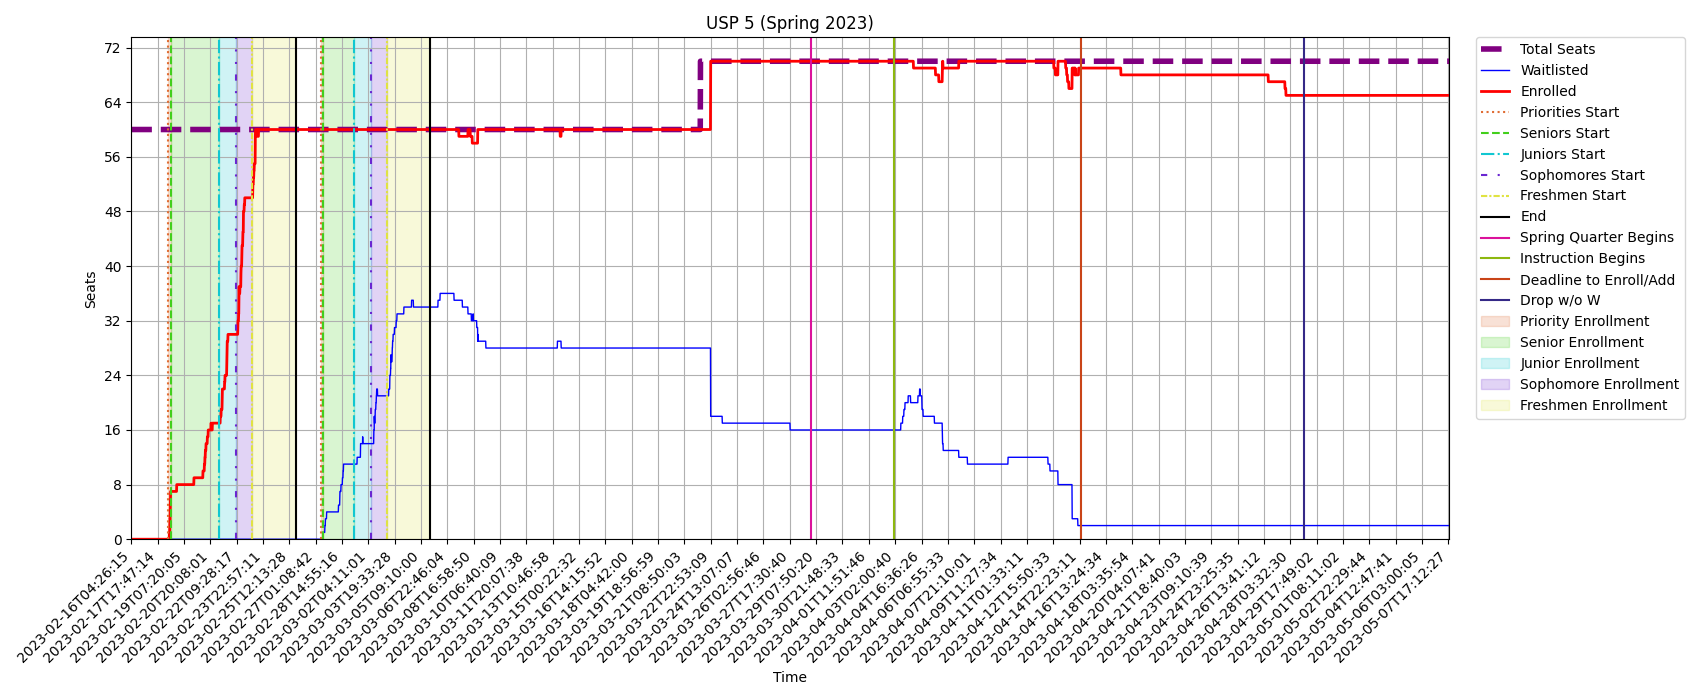 USP 5 (Spring 2023)
Seats
72
64
56
48
40
32
24
16
8
0
2023-02-16T04:26:15
2023-02-17T17:47:14
2023-02-19T07:20:05
2023-02-20T20:08:01
2023-02-22T09:28:17
2023-02-23T22:57:11
2023-02-25T12:13:28
2023-02-27T01:08:42
2023-02-28T14:55:16
2023-03-02T04:11:01
2023-03-03T19:33:28
2023-03-05T09:10:00
2023-03-06T22:46:04
2023-03-08T16:58:50
2023-03-10T06:40:09
2023-03-11T20:07:38
2023-03-13T10:46:58
2023-03-15T00:22:32
2023-03-16T14:15:52
2023-03-18T04:42:00
2023-03-19T18:56:59
2023-03-21T08:50:03
2023-03-22T22:53:09
2023-03-24T13:07:07
2023-03-26T02:56:46
2023-03-27T17:30:40
2023-03-29T07:50:20
2023-03-30T21:48:33
2023-04-01T11:51:46
2023-04-03T02:00:40
2023-04-04T16:36:26
2023-04-06T06:55:33
2023-04-07T21:10:01
2023-04-09T11:27:34
2023-04-11T01:33:11
2023-04-12T15:50:33
2023-04-14T22:23:11
2023-04-16T13:24:34
2023-04-18T03:35:54
2023-04-20T04:07:41
2023-04-21T18:40:03
2023-04-23T09:10:39
2023-04-24T23:25:35
2023-04-26T13:41:12
2023-04-28T03:32:30
2023-04-29T17:49:02
2023-05-01T08:11:02
2023-05-02T22:29:44
2023-05-04T12:47:41
2023-05-06T03:00:05
2023-05-07T17:12:27
Time
Total Seats
Waitlisted
Enrolled
Priorities Start
Seniors Start
Juniors Start
Sophomores Start
Freshmen Start
End
Spring Quarter Begins
Instruction Begins
Deadline to Enroll/Add
Drop w/o W
Priority Enrollment
Senior Enrollment
Junior Enrollment
Sophomore Enrollment
Freshmen Enrollment